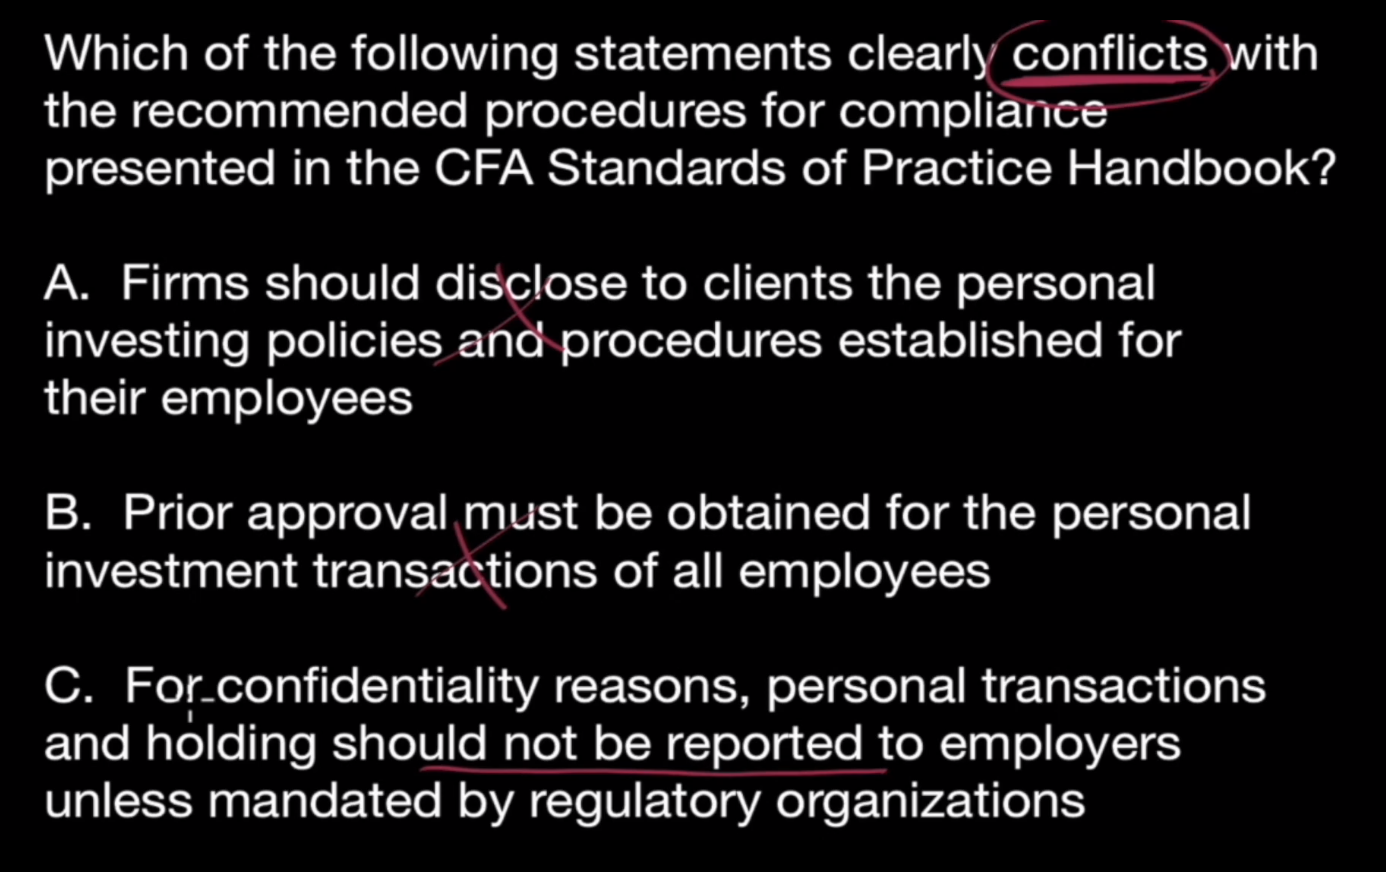 Which of the following statements clearly conflicts with
the recommended procedures for compliance
presented in the CFA Standards of Practice Handbook?
A. Firms should disclose to clients the personal
investing policies and procedures established for
their employees
B. Prior approval must be obtained for the personal
investment transactions of all employees
C. For confidentiality reasons, personal transactions
and holding should not be reported to employers
unless mandated by regulatory organizations